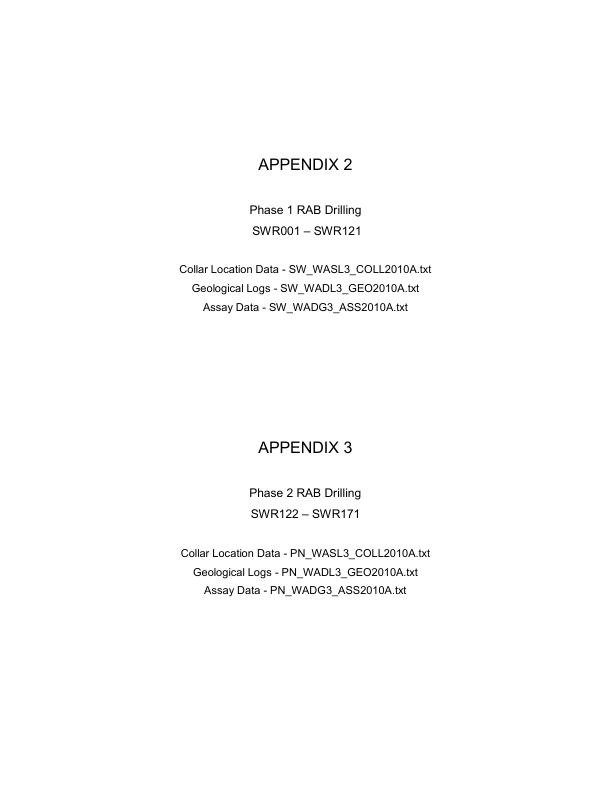 APPENDIX 2
Phase 1 RAB Drilling
SWR001 – SWR121
Collar Location Data - SW_WASL3_COLL2010A.txt
Geological Logs - SW_WADL3_GEO2010A.txt
Assay Data - SW_WADG3_ASS2010A.txt
APPENDIX 3
Phase 2 RAB Drilling
SWR122 – SWR171
Collar Location Data - PN_WASL3_COLL2010A.txt
Geological Logs - PN_WADL3_GEO2010A.txt
Assay Data - PN_WADG3_ASS2010A.txt